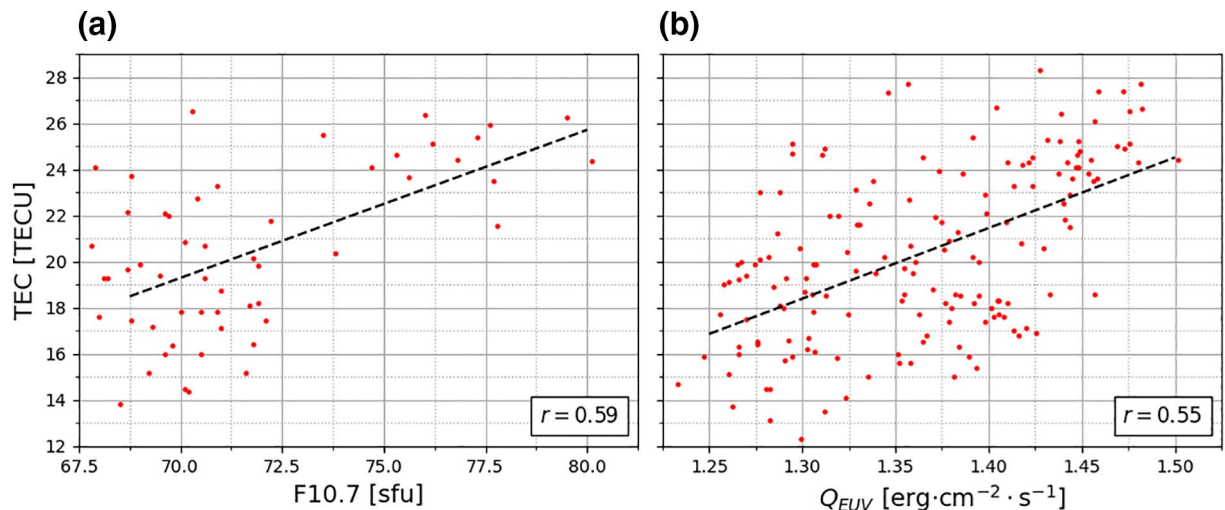 (a)
(b)
TEC [TECU]
28
26
24
22
20
18
16
14
12
67.5 70.0 72.5 75.0 77.5 80.0
F10.7 [sfu]
r = 0.59
1.25 1.30 1.35 1.40 1.45 1.50
Q_EUV [erg·cm⁻² · s⁻¹]
r = 0.55